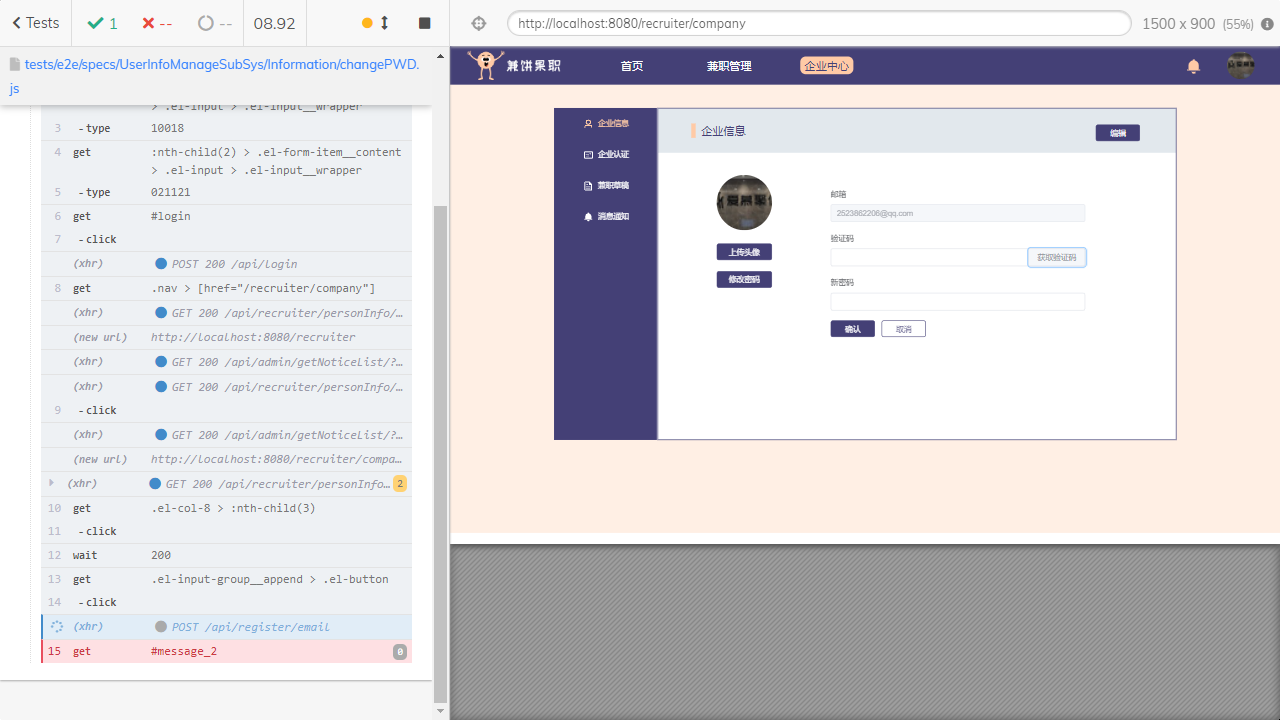 Tests
1
--
--
08.92
http://localhost:8080/recruiter/company
1500 x 900 (55%)
tests/e2e/specs/UserInfoManageSubSys/Information/changePWD.
js
> .el-input > .el-input__wrapper
3 -type 10018
4 get :nth-child(2) > .el-form-item__content
> .el-input > .el-input__wrapper
5 -type 021121
6 get #login
7 -click
(xhr) POST 200 /api/login
8 get .nav > [href="/recruiter/company"]
(xhr) GET 200 /api/recruiter/personInfo/…
(new url) http://localhost:8080/recruiter
(xhr) GET 200 /api/admin/getNoticeList/?…
(xhr) GET 200 /api/recruiter/personInfo/…
9 -click
(xhr) GET 200 /api/admin/getNoticeList/?…
(new url) http://localhost:8080/recruiter/compa…
(xhr) GET 200 /api/recruiter/personInfo… 2
10 get .el-col-8 > :nth-child(3)
11 -click
12 wait 200
13 get .el-input-group__append > .el-button
14 -click
(xhr) POST /api/register/email
15 get #message_2 0
兼饼果职
首页
兼职管理
企业中心
企业信息
企业认证
兼职草稿
消息通知
企业信息
编辑
上传头像
修改密码
邮箱
2523862206@qq.com
验证码
获取验证码
新密码
确认
取消